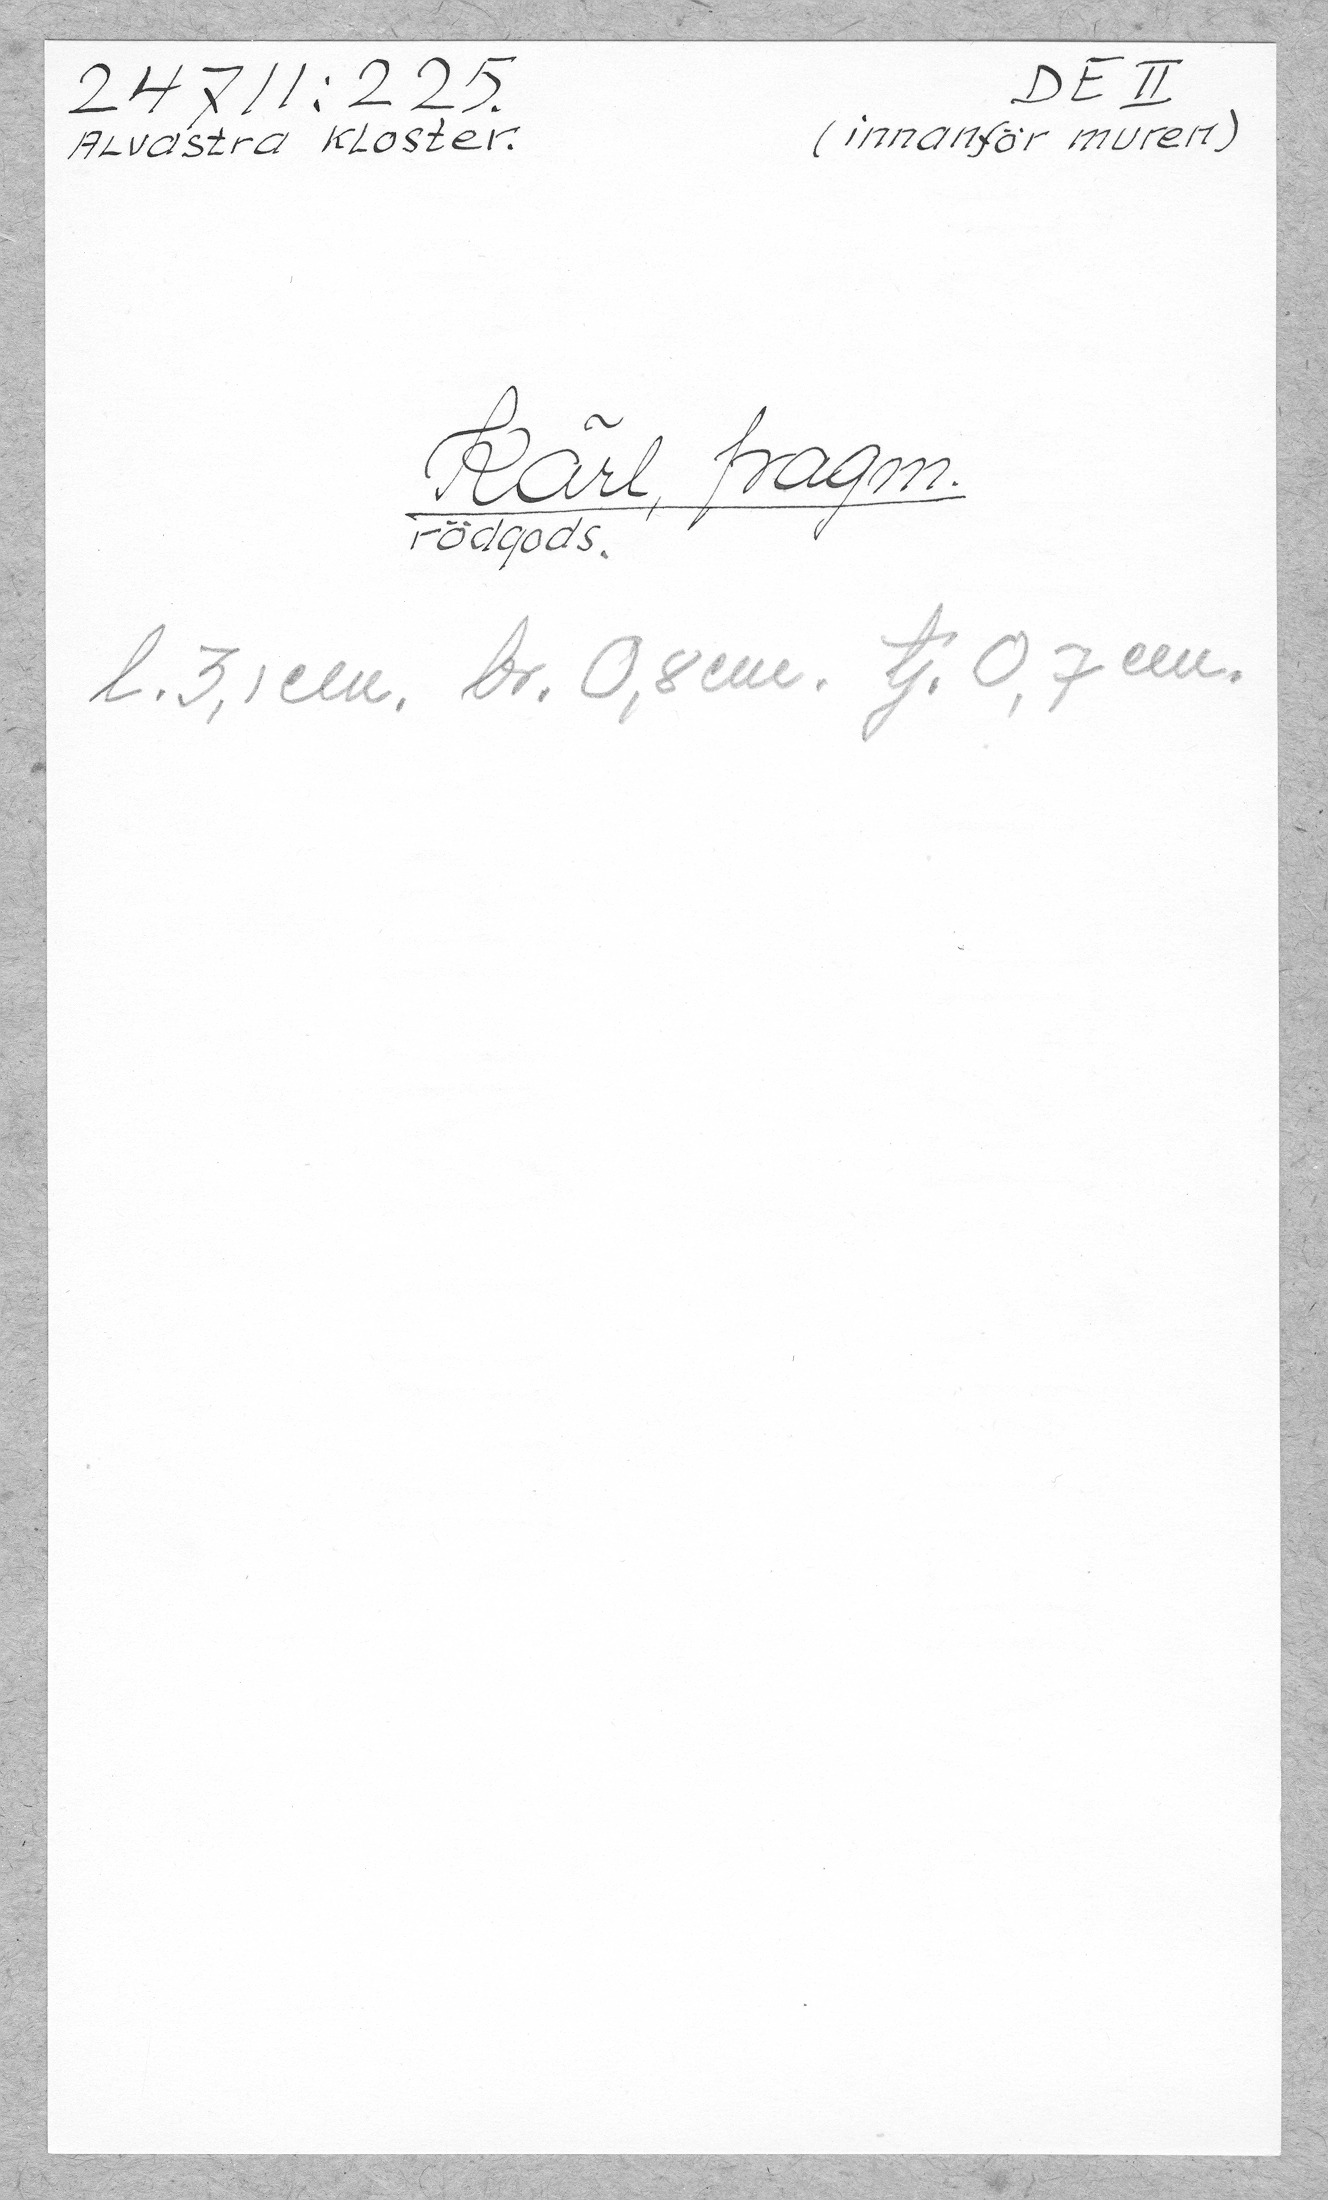 24711:225.
DE II
Alvastra Kloster.
(innanför muren)
Kärl, fragm.
rödgods.
l. 3,1 cm. br. 0,8 cm. tj. 0,7 cm.